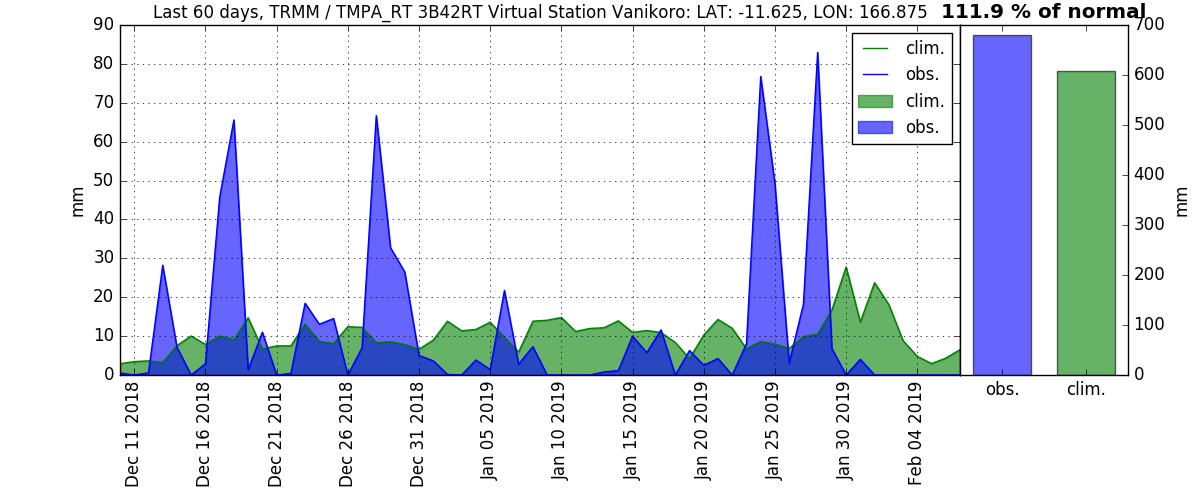 Last 60 days, TRMM / TMPA_RT 3B42RT Virtual Station Vanikoro: LAT: -11.625, LON: 166.875
111.9 % of normal
90
80
70
60
50
40
30
20
10
0
mm
clim.
obs.
clim.
obs.
700
600
500
400
300
200
100
0
mm
Dec 11 2018
Dec 16 2018
Dec 21 2018
Dec 26 2018
Dec 31 2018
Jan 05 2019
Jan 10 2019
Jan 15 2019
Jan 20 2019
Jan 25 2019
Jan 30 2019
Feb 04 2019
obs.
clim.